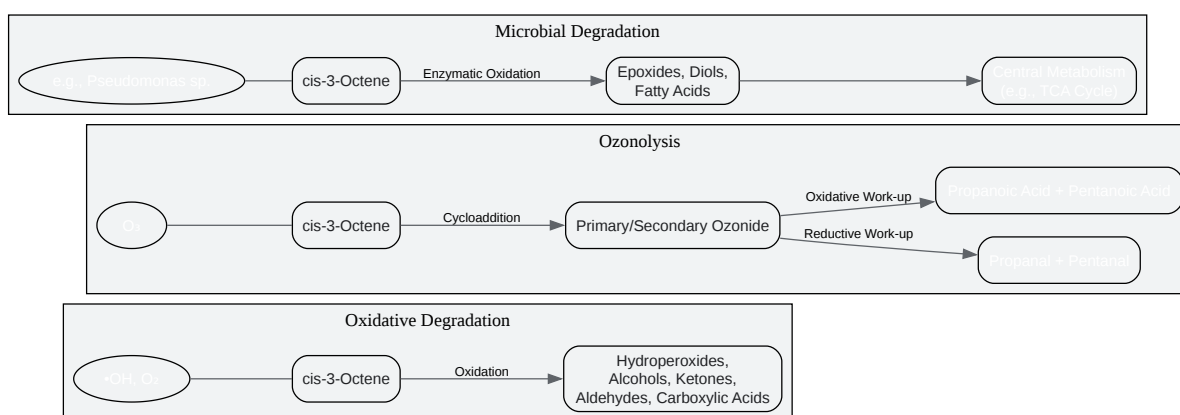 Microbial Degradation
e.g., Pseudomonas sp.
cis-3-Octene
Enzymatic Oxidation
Epoxides, Diols,
Fatty Acids
Central Metabolism
(e.g., TCA Cycle)
Ozonolysis
O₃
cis-3-Octene
Cycloaddition
Primary/Secondary Ozonide
Oxidative Work-up
Propanoic Acid + Pentanoic Acid
Reductive Work-up
Propanal + Pentanal
Oxidative Degradation
•OH, O₂
cis-3-Octene
Oxidation
Hydroperoxides,
Alcohols, Ketones,
Aldehydes, Carboxylic Acids